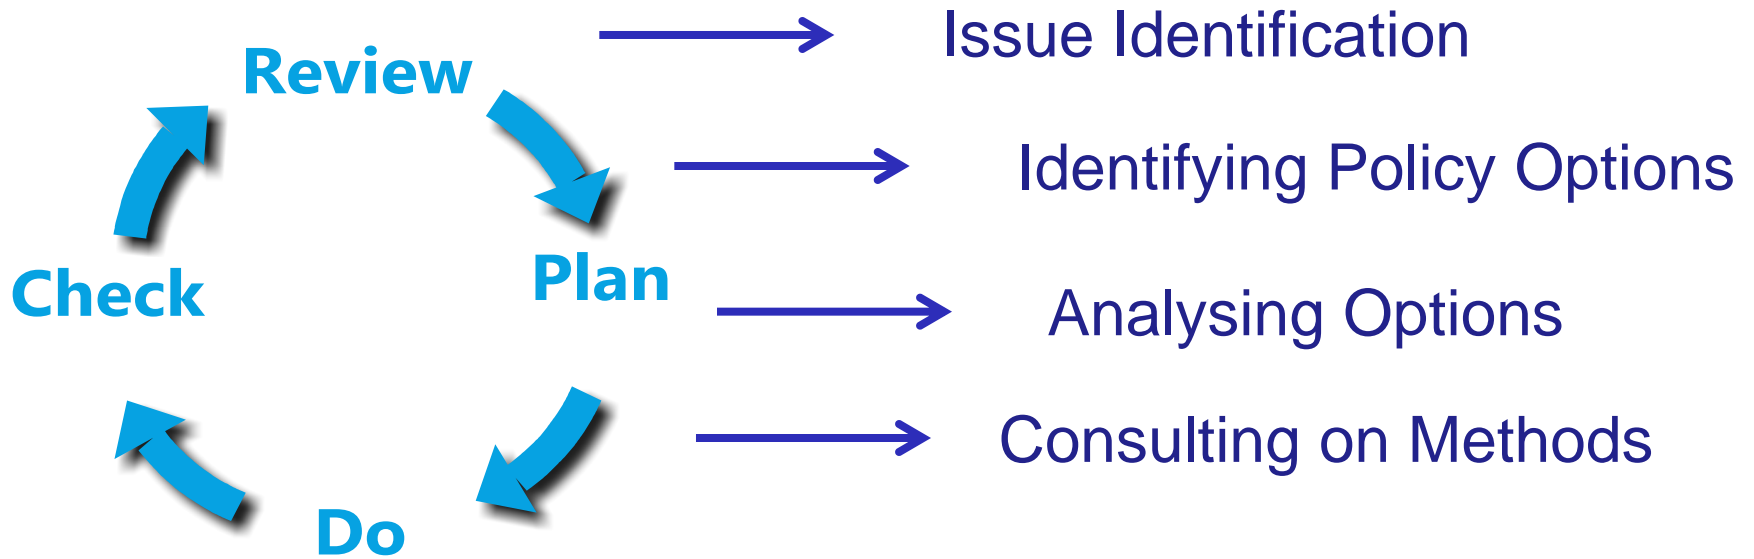 Issue Identification
Review
Identifying Policy Options
Plan
Check
Analysing Options
Consulting on Methods
Do